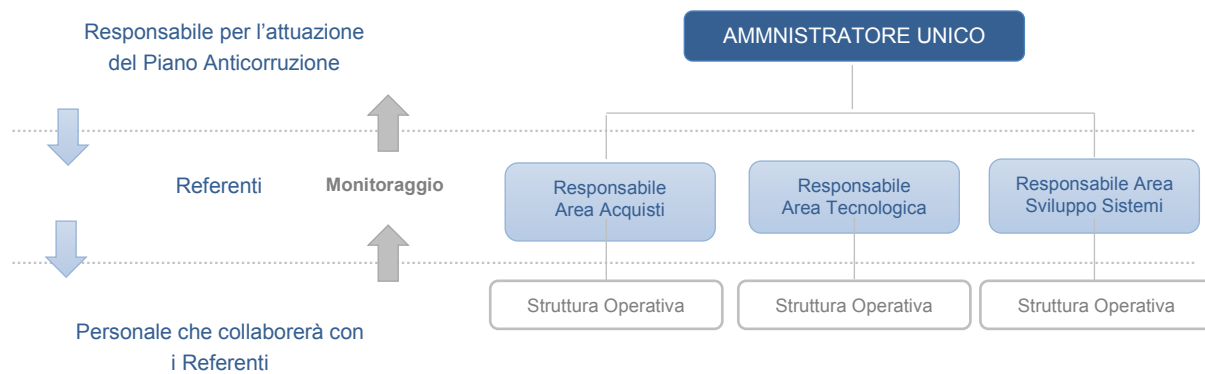 Responsabile per l’attuazione
del Piano Anticorruzione
AMMNISTRATORE UNICO
Referenti
Monitoraggio
Responsabile
Area Acquisti
Responsabile
Area Tecnologica
Responsabile Area
Sviluppo Sistemi
Struttura Operativa
Struttura Operativa
Struttura Operativa
Personale che collaborerà con
i Referenti